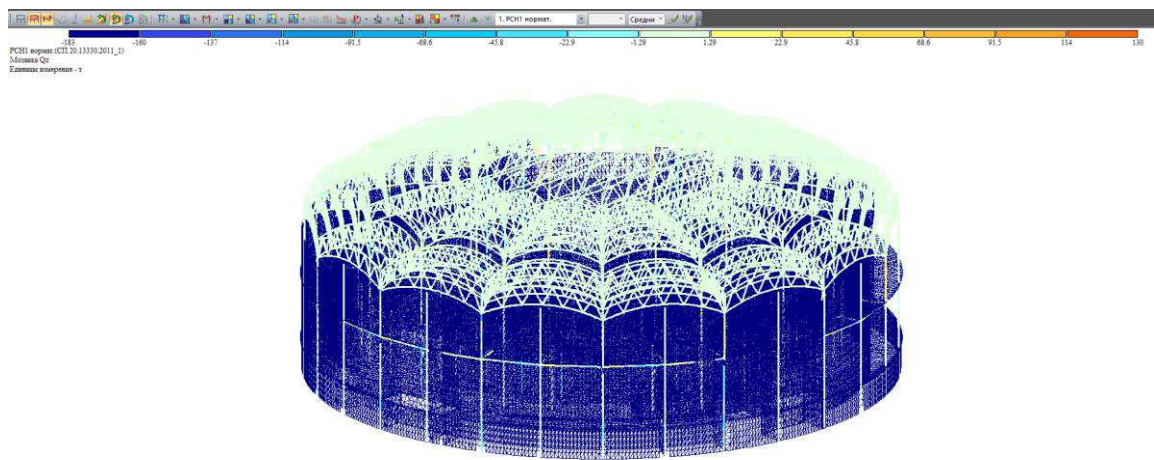 1. РСН1 нормат.
Средни
-183 -160 -137 -114 -91.5 -68.6 -45.8 -22.9 -1.29 1.29 22.9 45.8 68.6 91.5 114 130
РСН1 нормат.(СП 20.13330.2011_1)
Мозаика Qz
Единицы измерения - т